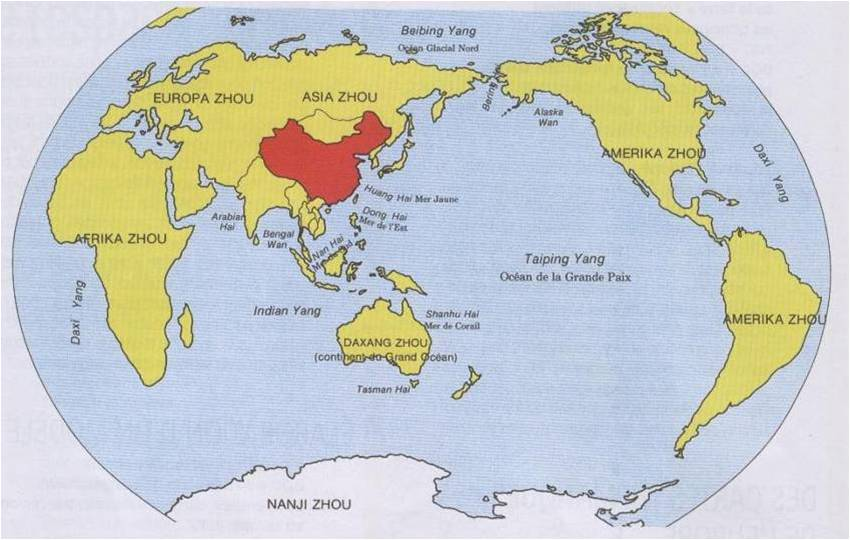 Beibing Yang
Océan Glacial Nord
EUROPA ZHOU
ASIA ZHOU
Bering
Alaska
Wan
AMERIKA ZHOU
Daxi Yang
Huang Hai Mer Jaune
Dong Hai
Mer de l'Est
Arabian
Hai
Bengal
Wan
Nan Hai
AFRIKA ZHOU
Taiping Yang
Océan de la Grande Paix
Daxi Yang
Indian Yang
Shanhu Hai
Mer de Corail
AMERIKA ZHOU
DAXANG ZHOU
(continent du Grand Océan)
Tasman Hai
NANJI ZHOU